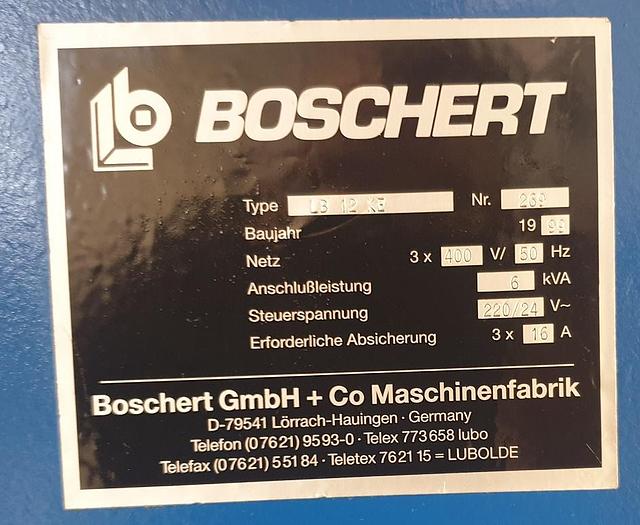 lb BOSCHERT
Type LB 12 KE Nr. 269
Baujahr 1999
Netz 3 x 400 V/ 50 Hz
Anschlußleistung 6 kVA
Steuerspannung 220/24 V~
Erforderliche Absicherung 3 x 16 A
Boschert GmbH + Co Maschinenfabrik
D-79541 Lörrach-Hauingen · Germany
Telefon (07621) 9593-0 · Telex 773658 lubo
Telefax (07621) 55184 · Teletex 762115 = LUBOLDE